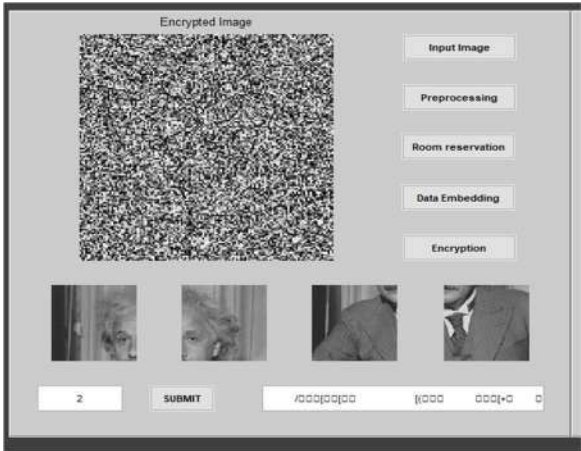 Encrypted Image
Input Image
Preprocessing
Room reservation
Data Embedding
Encryption
2
SUBMIT
/□□□[□□[□□ [(□□□ □□□[•□ □